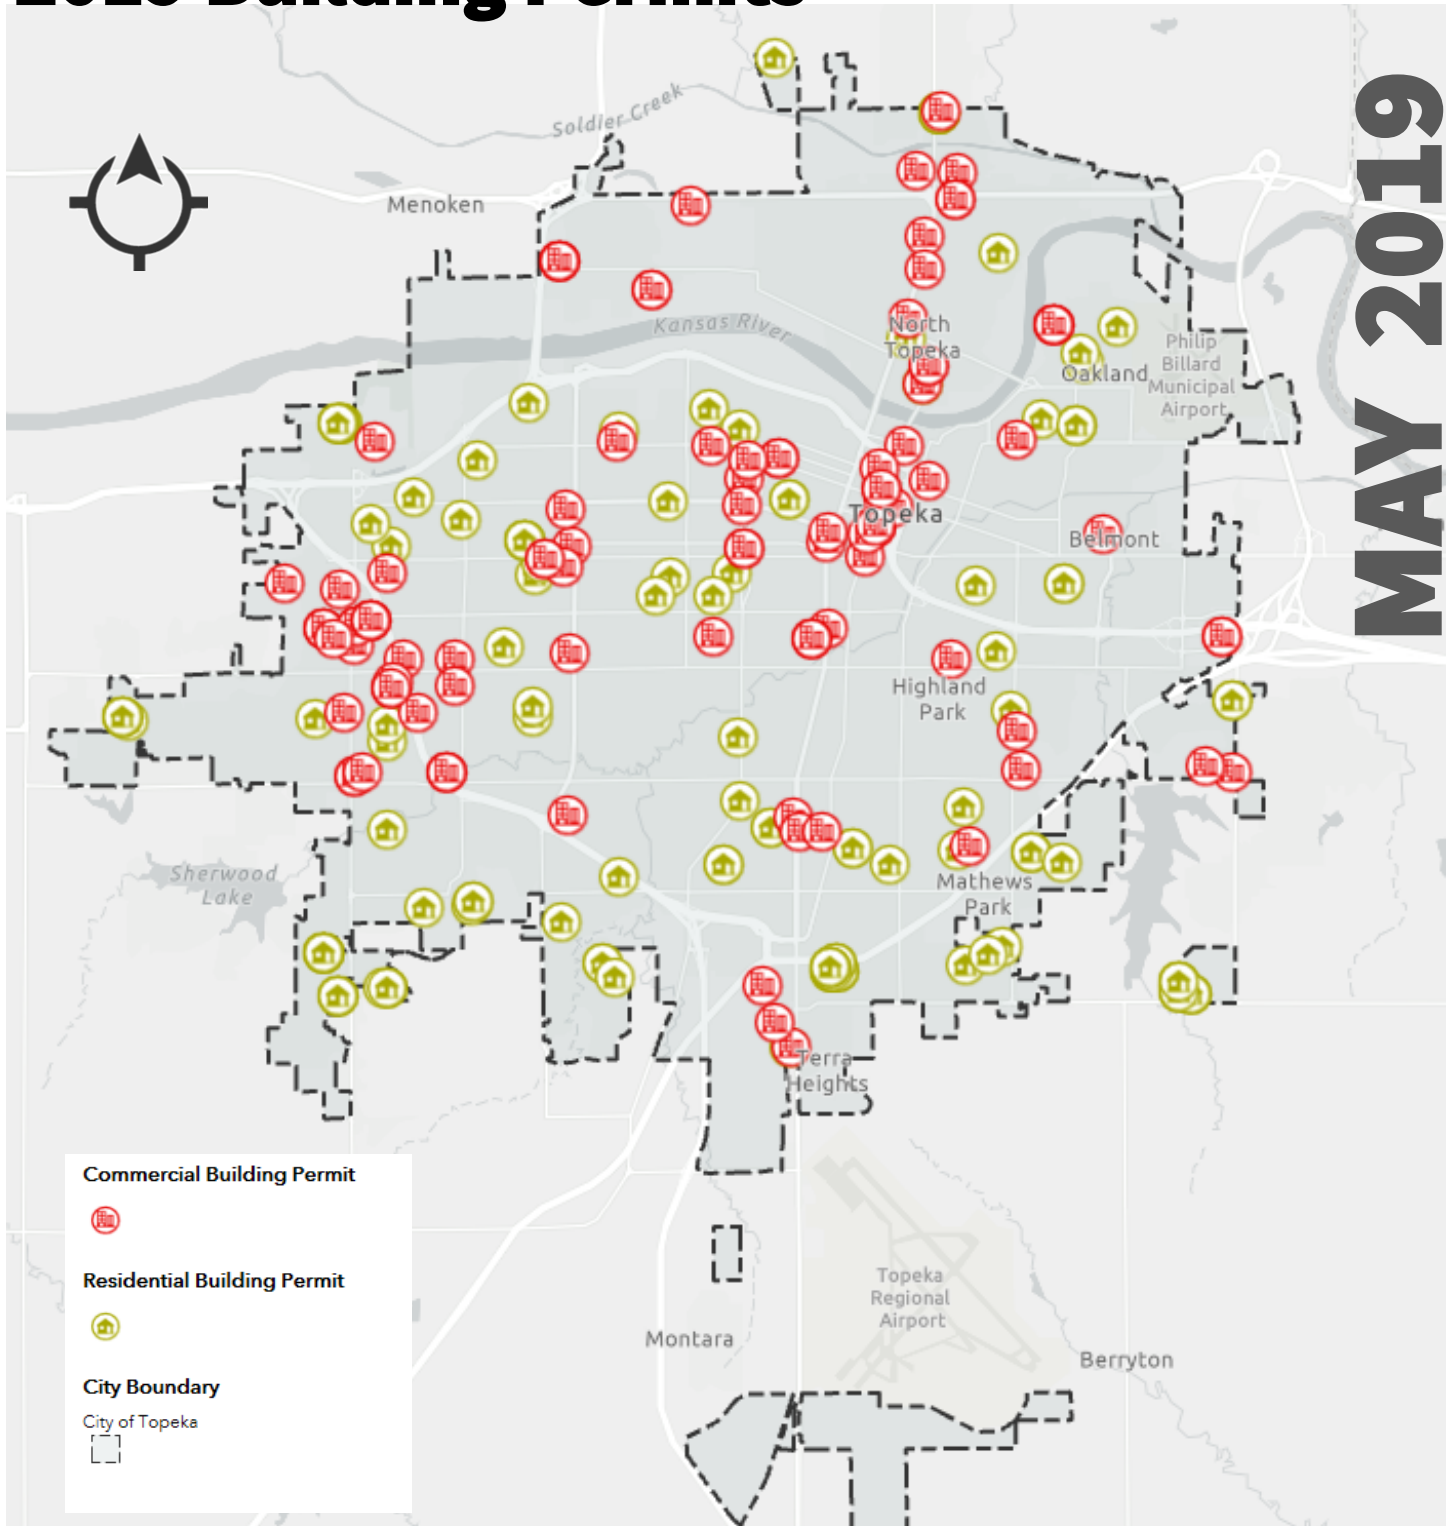 Building Permits
MAY 2019
Soldier Creek
Menoken
Kansas River
North
Topeka
Oakland
Philip
Billard
Municipal
Airport
Topeka
Belmont
Highland
Park
Sherwood
Lake
Mathews
Park
Terra
Heights
Commercial Building Permit
Residential Building Permit
City Boundary
City of Topeka
Topeka
Regional
Airport
Montara
Berryton